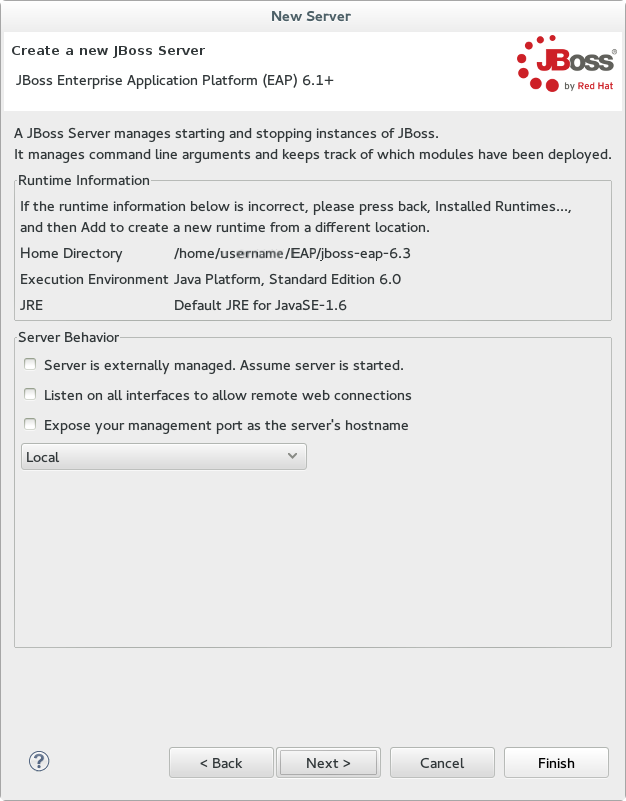 New Server
Create a new JBoss Server
JBoss Enterprise Application Platform (EAP) 6.1+
JBoss®
by Red Hat
A JBoss Server manages starting and stopping instances of JBoss.
It manages command line arguments and keeps track of which modules have been deployed.
Runtime Information
If the runtime information below is incorrect, please press back, Installed Runtimes...,
and then Add to create a new runtime from a different location.
Home Directory /home/username/EAP/jboss-eap-6.3
Execution Environment Java Platform, Standard Edition 6.0
JRE Default JRE for JavaSE-1.6
Server Behavior
Server is externally managed. Assume server is started.
Listen on all interfaces to allow remote web connections
Expose your management port as the server's hostname
Local
?
< Back Next > Cancel Finish